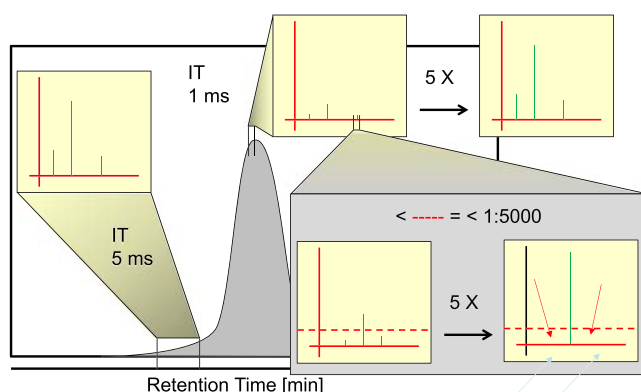 IT
1 ms
5 X
IT
5 ms
< ----- = < 1:5000
5 X
Retention Time [min]